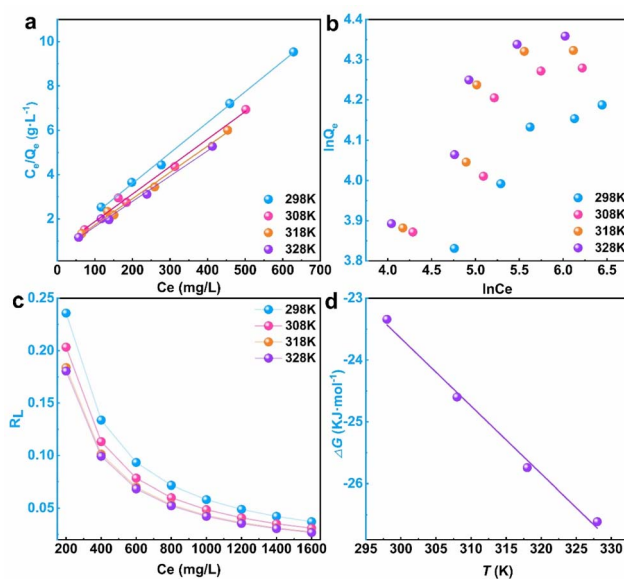 a
10
8
6
4
2
0 100 200 300 400 500 600 700
Ce (mg/L)
Ce/Qe (g·L⁻¹)
298K
308K
318K
328K
b
4.4
4.3
4.2
4.1
4.0
3.9
3.8
4.0 4.5 5.0 5.5 6.0 6.5
lnCe
lnQe
298K
308K
318K
328K
c
0.25
0.20
0.15
0.10
0.05
200 400 600 800 1000 1200 1400 1600
Ce (mg/L)
RL
298K
308K
318K
328K
d
-23
-24
-25
-26
295 300 305 310 315 320 325 330
T (K)
ΔG (KJ·mol⁻¹)